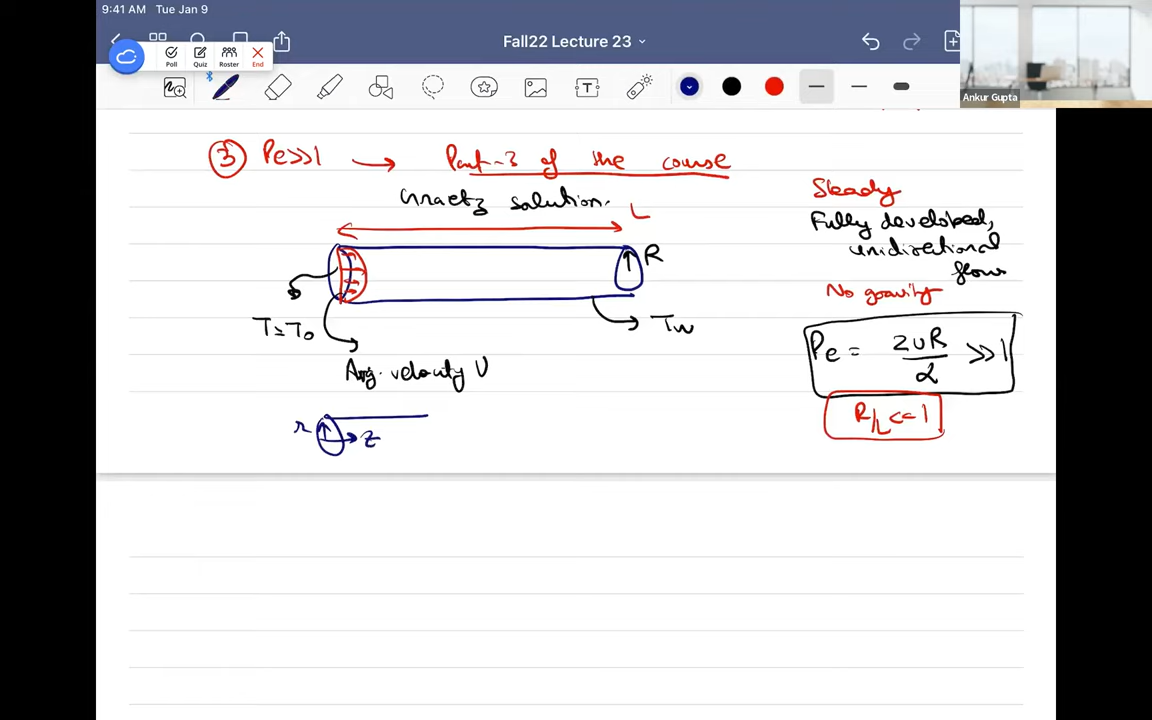 9:41 AM Tue Jan 9
Fall22 Lecture 23
Poll Quiz Roster End
Ankur Gupta
③ Pe>>1 → Part-3 of the course
Graetz solution.
L
R
T=T₀
Tw
Avg. velocity U
r
z
Steady
Fully developed,
unidirectional
flow
No gravity
Pe = 2UR/α >>1
R/L <<1